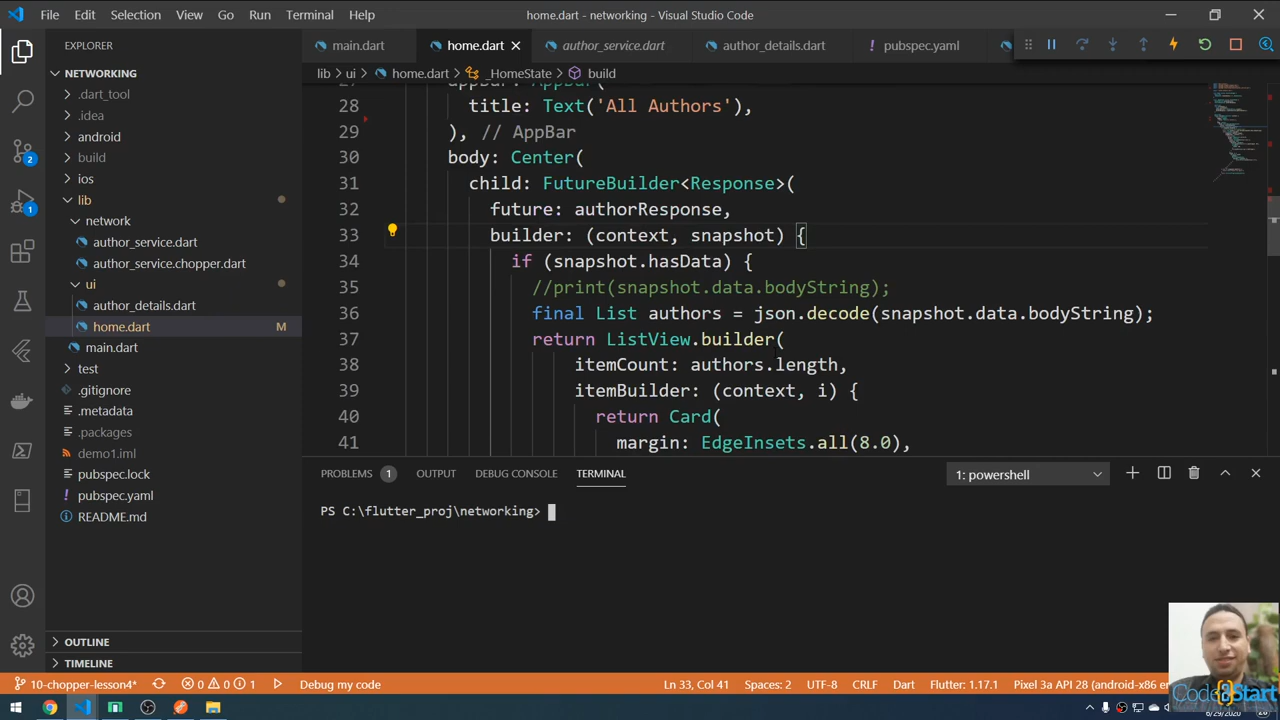 File Edit Selection View Go Run Terminal Help
home.dart - networking - Visual Studio Code
EXPLORER
main.dart
home.dart
author_service.dart
author_details.dart
pubspec.yaml
NETWORKING
.dart_tool
.idea
android
build
ios
lib
network
author_service.dart
author_service.chopper.dart
ui
author_details.dart
home.dart M
main.dart
test
.gitignore
.metadata
.packages
demo1.iml
pubspec.lock
pubspec.yaml
README.md
OUTLINE
TIMELINE
2
1
lib > ui > home.dart > _HomeState > build
28 title: Text('All Authors'),
29 ), // AppBar
30 body: Center(
31 child: FutureBuilder<Response>(
32 future: authorResponse,
33 builder: (context, snapshot) {
34 if (snapshot.hasData) {
35 //print(snapshot.data.bodyString);
36 final List authors = json.decode(snapshot.data.bodyString);
37 return ListView.builder(
38 itemCount: authors.length,
39 itemBuilder: (context, i) {
40 return Card(
41 margin: EdgeInsets.all(8.0),
PROBLEMS 1 OUTPUT DEBUG CONSOLE TERMINAL
1: powershell
PS C:\flutter_proj\networking>
10-chopper-lesson4* 0 0 1 Debug my code
Ln 33, Col 41 Spaces: 2 UTF-8 CRLF Dart Flutter: 1.17.1 Pixel 3a API 28 (android-x86
Code Start
6/29/2020